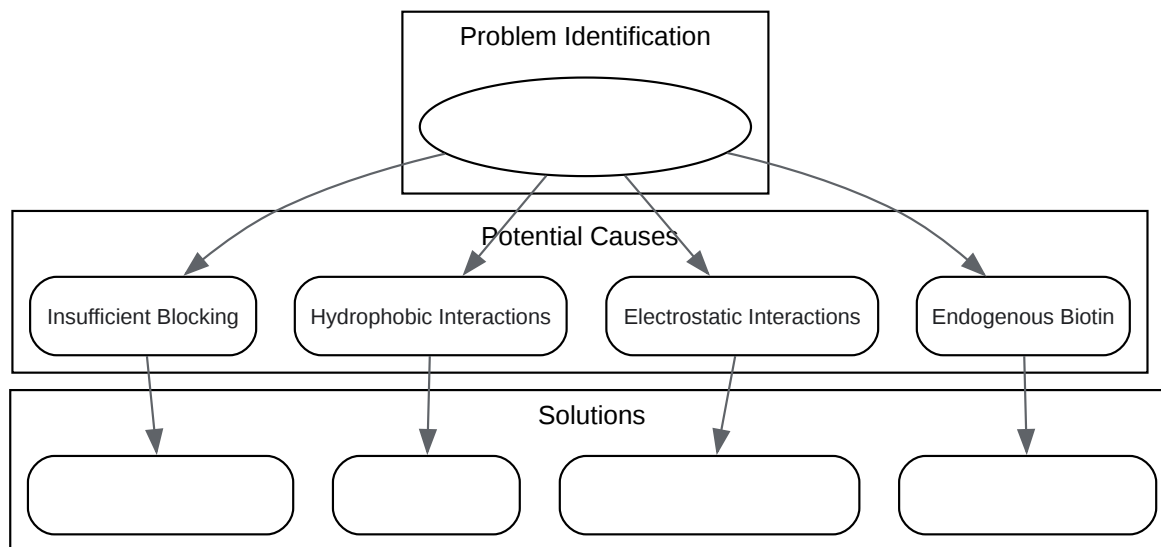 Problem Identification
Potential Causes
Insufficient Blocking
Hydrophobic Interactions
Electrostatic Interactions
Endogenous Biotin
Solutions